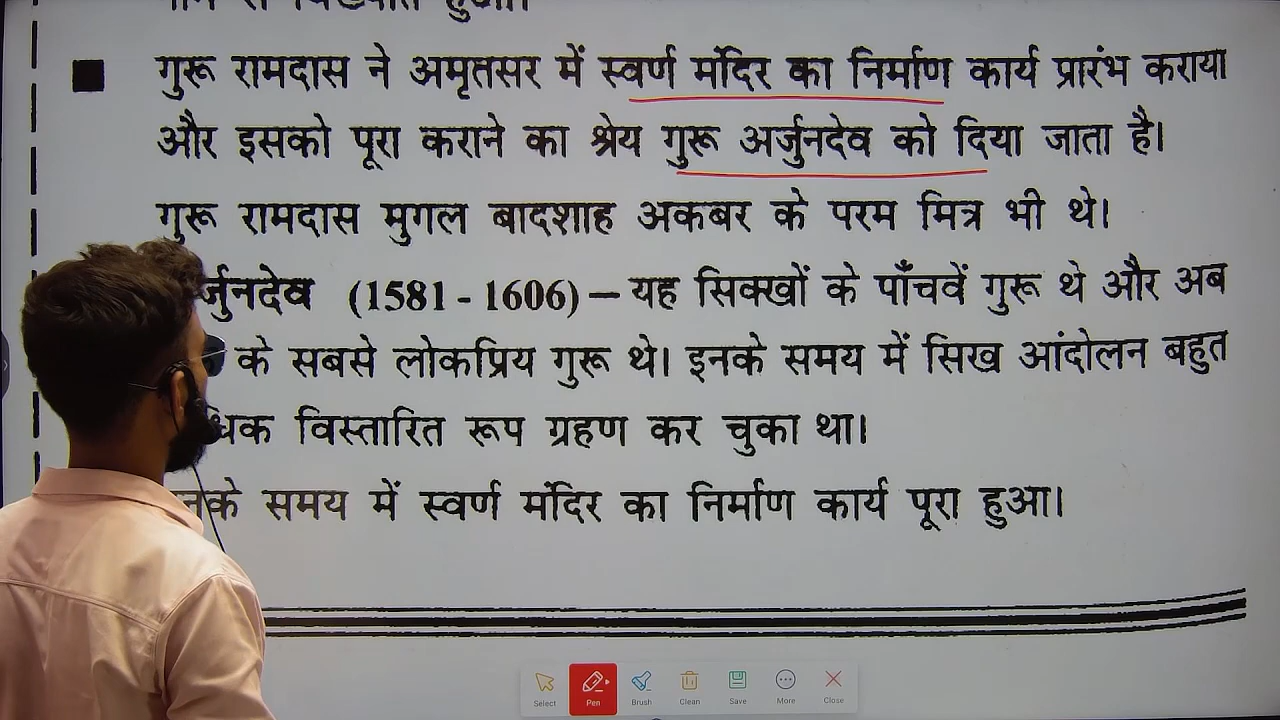 गुरू रामदास ने अमृतसर में स्वर्ण मंदिर का निर्माण कार्य प्रारंभ कराया
और इसको पूरा कराने का श्रेय गुरू अर्जुनदेव को दिया जाता है।
गुरू रामदास मुगल बादशाह अकबर के परम मित्र भी थे।
(1581 - 1606) – यह सिक्खों के पाँचवें गुरू थे और अब
के सबसे लोकप्रिय गुरू थे। इनके समय में सिख आंदोलन बहुत
विस्तारित रूप ग्रहण कर चुका था।
समय में स्वर्ण मंदिर का निर्माण कार्य पूरा हुआ।
Select Pen Brush Clean Save More Close